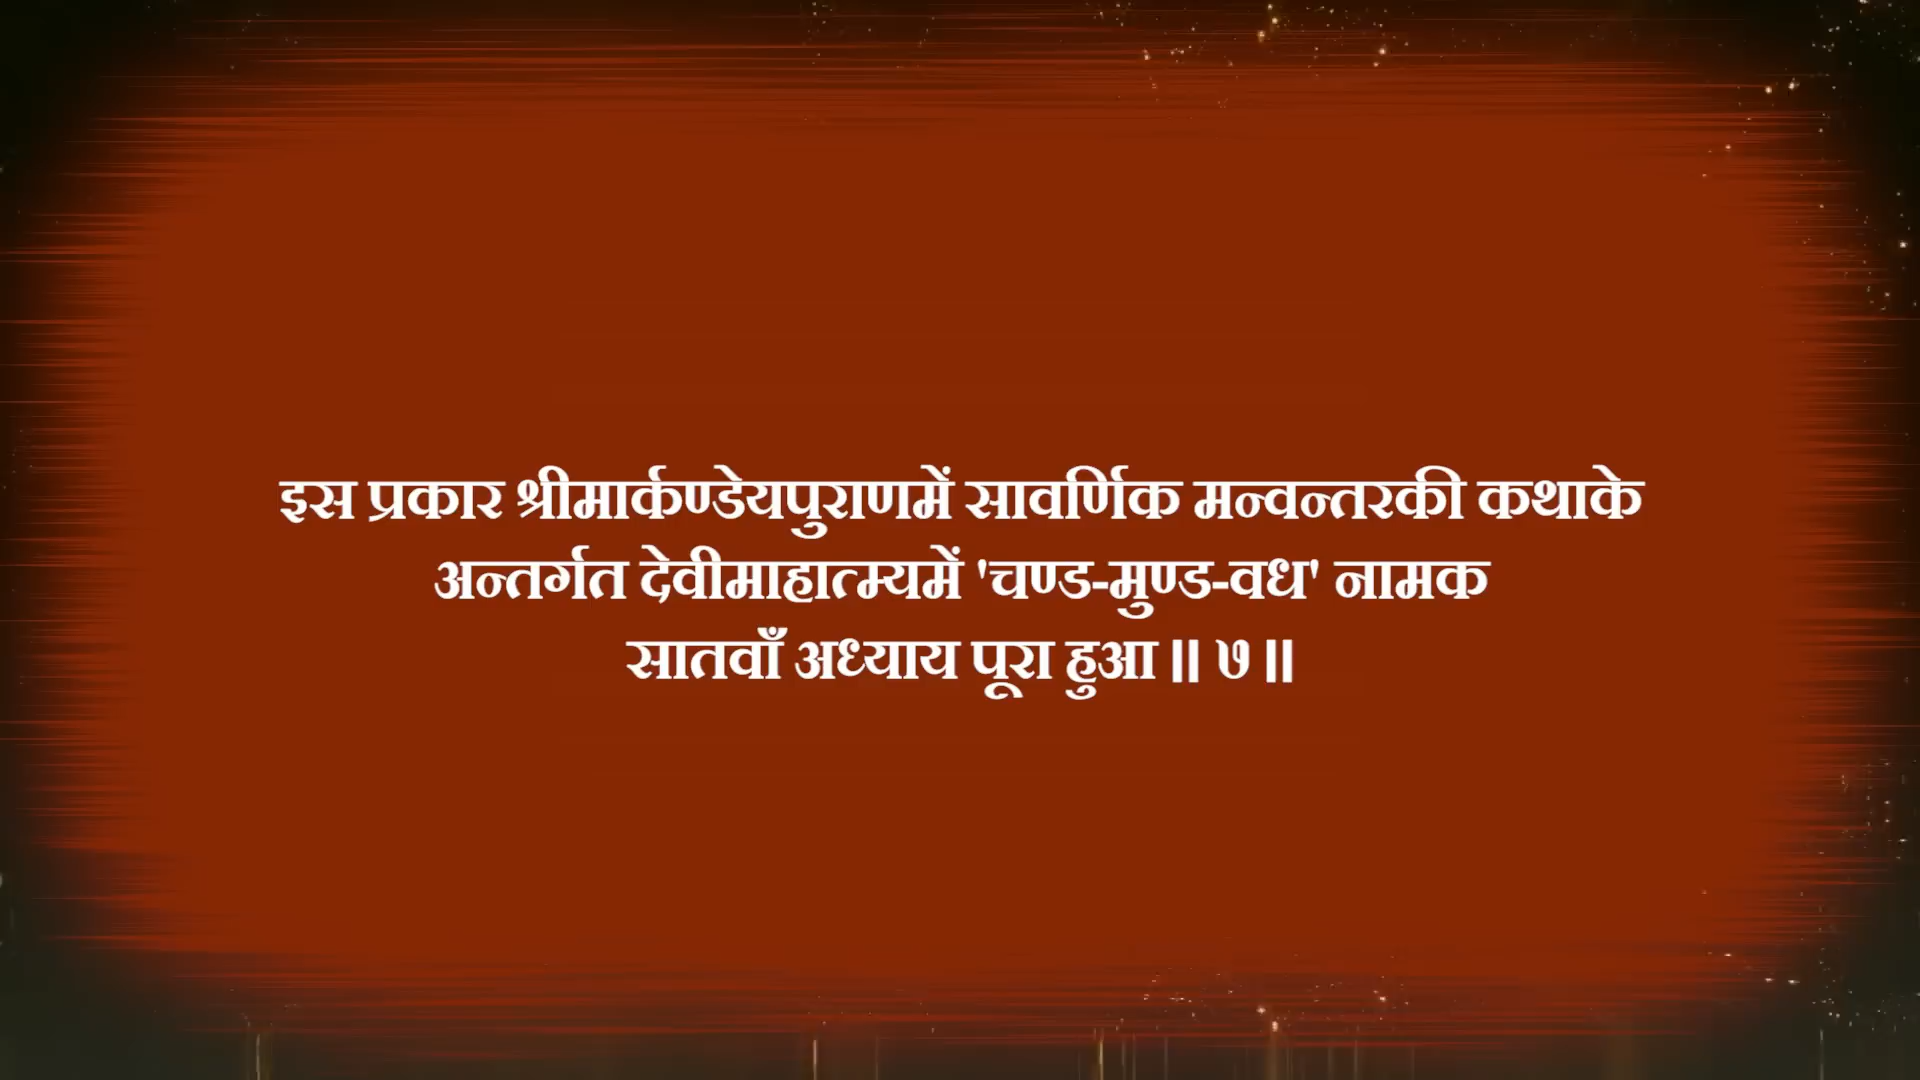 इस प्रकार श्रीमार्कण्डेयपुराणमें सावर्णिक मन्वन्तरकी कथाके
अन्तर्गत देवीमाहात्म्यमें 'चण्ड-मुण्ड-वध' नामक
सातवाँ अध्याय पूरा हुआ ॥ ७ ॥